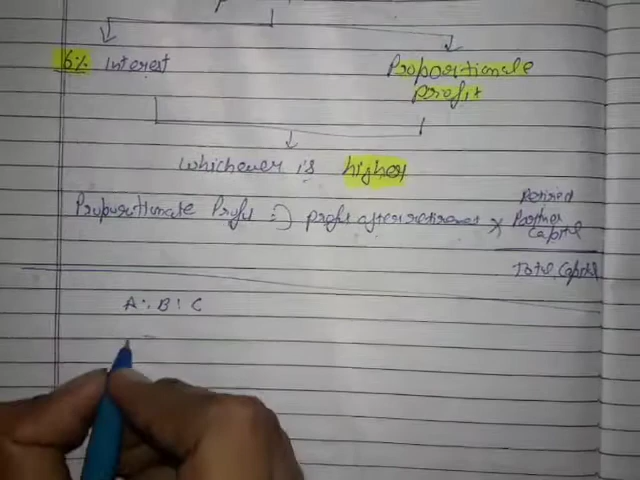 6% Interest
Proportionate
profit
whichever is higher
Proportionate Profit => profit after retirement x Retired
Partner
Capital
Total Capital
A : B : C